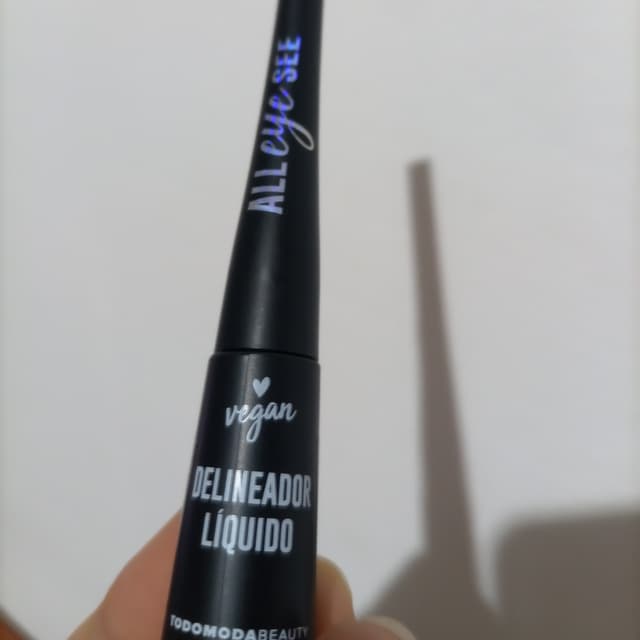 ALL eye SEE
vegan
DELINEADOR
LÍQUIDO
TODOMODABEAUTY